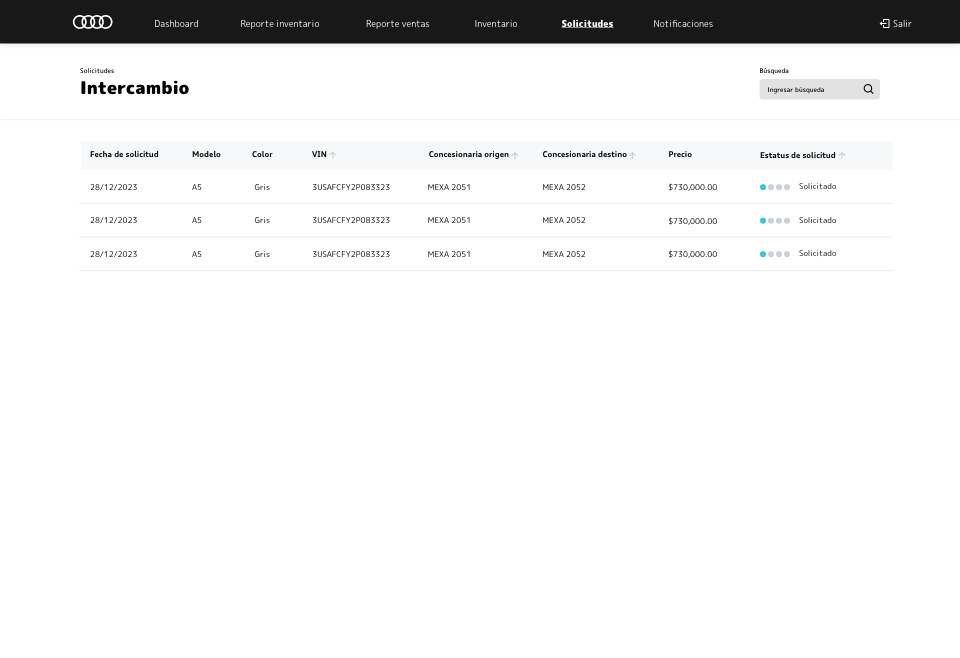 Dashboard Reporte inventario Reporte ventas Inventario Solicitudes Notificaciones Salir
Solicitudes
Intercambio
Búsqueda
Ingresar búsqueda
Fecha de solicitud Modelo Color VIN Concesionaria origen Concesionaria destino Precio Estatus de solicitud
28/12/2023 A5 Gris 3USAFCFY2P083323 MEXA 2051 MEXA 2052 $730,000.00 Solicitado
28/12/2023 A5 Gris 3USAFCFY2P083323 MEXA 2051 MEXA 2052 $730,000.00 Solicitado
28/12/2023 A5 Gris 3USAFCFY2P083323 MEXA 2051 MEXA 2052 $730,000.00 Solicitado